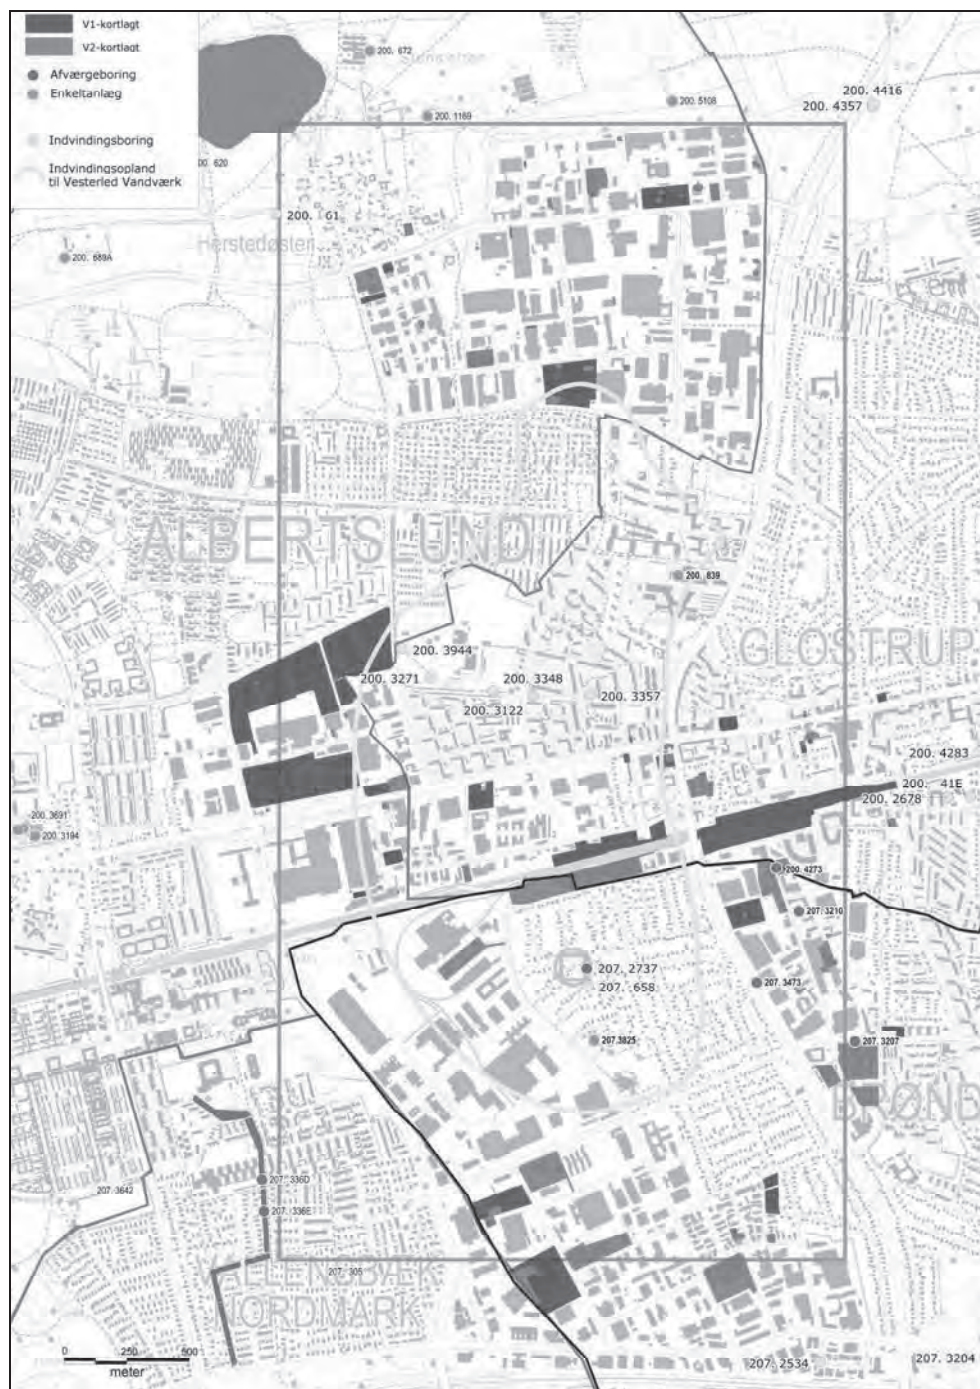 V1-kortlagt
V2-kortlagt
Afværgeboring
Enkeltanlæg
Indvindingsboring
Indvindingsopland
til Vesterled Vandværk
200. 672
200. 5108
200. 4416
200. 4357
200. 1169
200. 61
Herstedøster
200. 689A
ALBERTSLUND
200. 839
GLOSTRUP
200. 3944
200. 3271
200. 3348
200. 3357
200. 3122
200. 4283
200. 41E
200. 2678
200. 3691
200. 3194
200. 4273
207. 3210
207. 2737
207. 658
207. 3473
207.3825
207. 3207
BRØND
207. 336D
207. 3642
207. 336E
207. 305
NORDMARK
0 250 500
meter
207. 2534
207. 3204